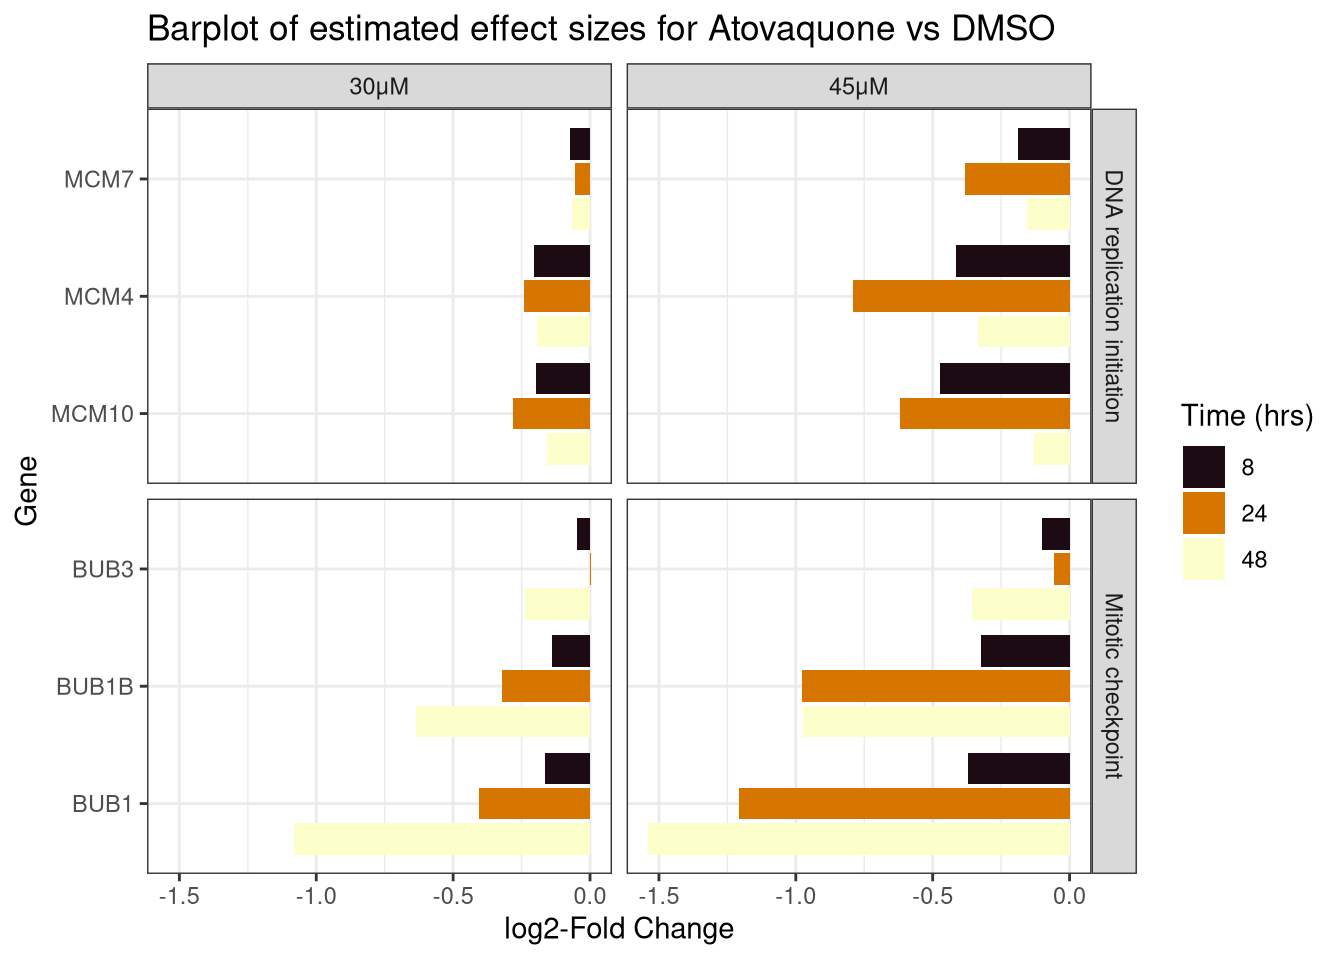 Barplot of estimated effect sizes for Atovaquone vs DMSO
30µM
45µM
MCM7
MCM4
MCM10
DNA replication initiation
Gene
BUB3
BUB1B
BUB1
Mitotic checkpoint
-1.5 -1.0 -0.5 0.0
-1.5 -1.0 -0.5 0.0
log2-Fold Change
Time (hrs)
8
24
48